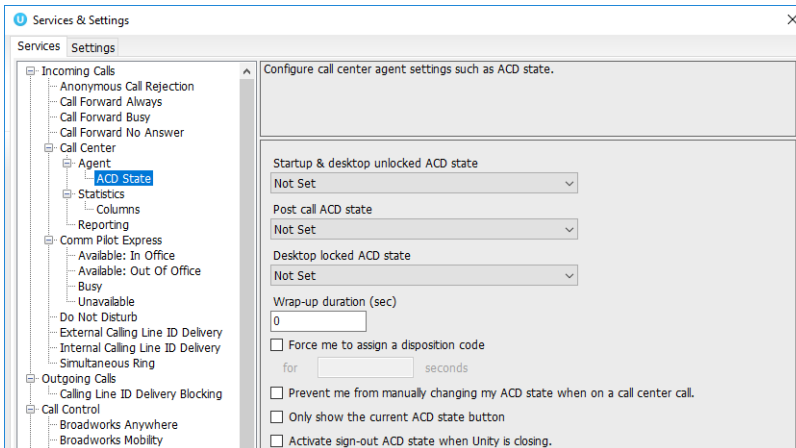 Services & Settings
Services Settings
Incoming Calls
Anonymous Call Rejection
Call Forward Always
Call Forward Busy
Call Forward No Answer
Call Center
Agent
ACD State
Statistics
Columns
Reporting
Comm Pilot Express
Available: In Office
Available: Out Of Office
Busy
Unavailable
Do Not Disturb
External Calling Line ID Delivery
Internal Calling Line ID Delivery
Simultaneous Ring
Outgoing Calls
Calling Line ID Delivery Blocking
Call Control
Broadworks Anywhere
Broadworks Mobility
Configure call center agent settings such as ACD state.
Startup & desktop unlocked ACD state
Not Set
Post call ACD state
Not Set
Desktop locked ACD state
Not Set
Wrap-up duration (sec)
0
Force me to assign a disposition code
for seconds
Prevent me from manually changing my ACD state when on a call center call.
Only show the current ACD state button
Activate sign-out ACD state when Unity is closing.